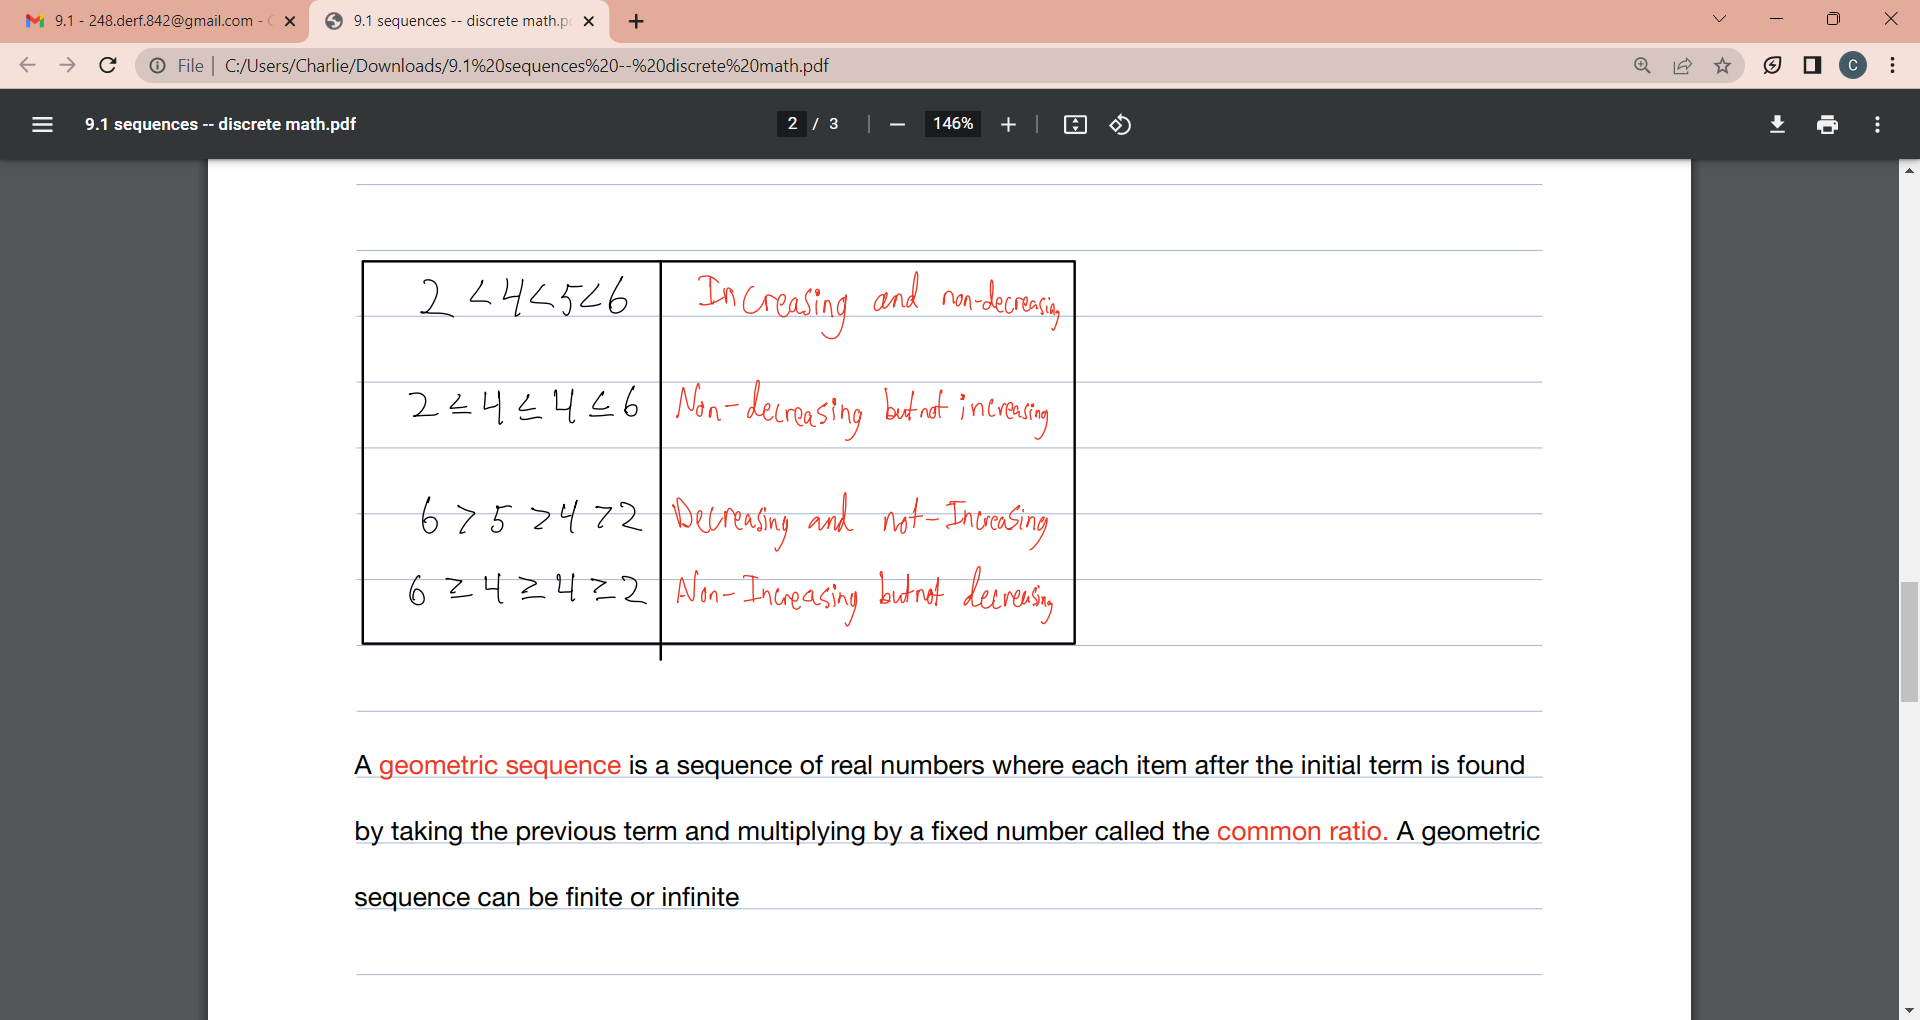 9.1 - 248.derf.842@gmail.com -
9.1 sequences -- discrete math.p
File | C:/Users/Charlie/Downloads/9.1%20sequences%20--%20discrete%20math.pdf
C
9.1 sequences -- discrete math.pdf
2 / 3 | − 146% + |
2 < 4 < 5 < 6 Increasing and non-decreasing
2 ≤ 4 ≤ 4 ≤ 6 Non-decreasing but not increasing
6 > 5 > 4 > 2 Decreasing and not-Increasing
6 ≥ 4 ≥ 4 ≥ 2 Non-Increasing but not decreasing
A geometric sequence is a sequence of real numbers where each item after the initial term is found
by taking the previous term and multiplying by a fixed number called the common ratio. A geometric
sequence can be finite or infinite